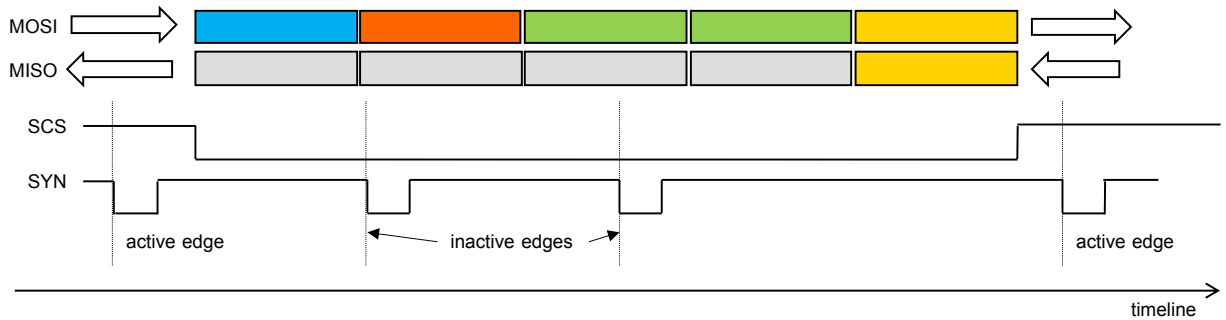 MOSI
MISO
SCS
SYN
active edge
inactive edges
active edge
timeline